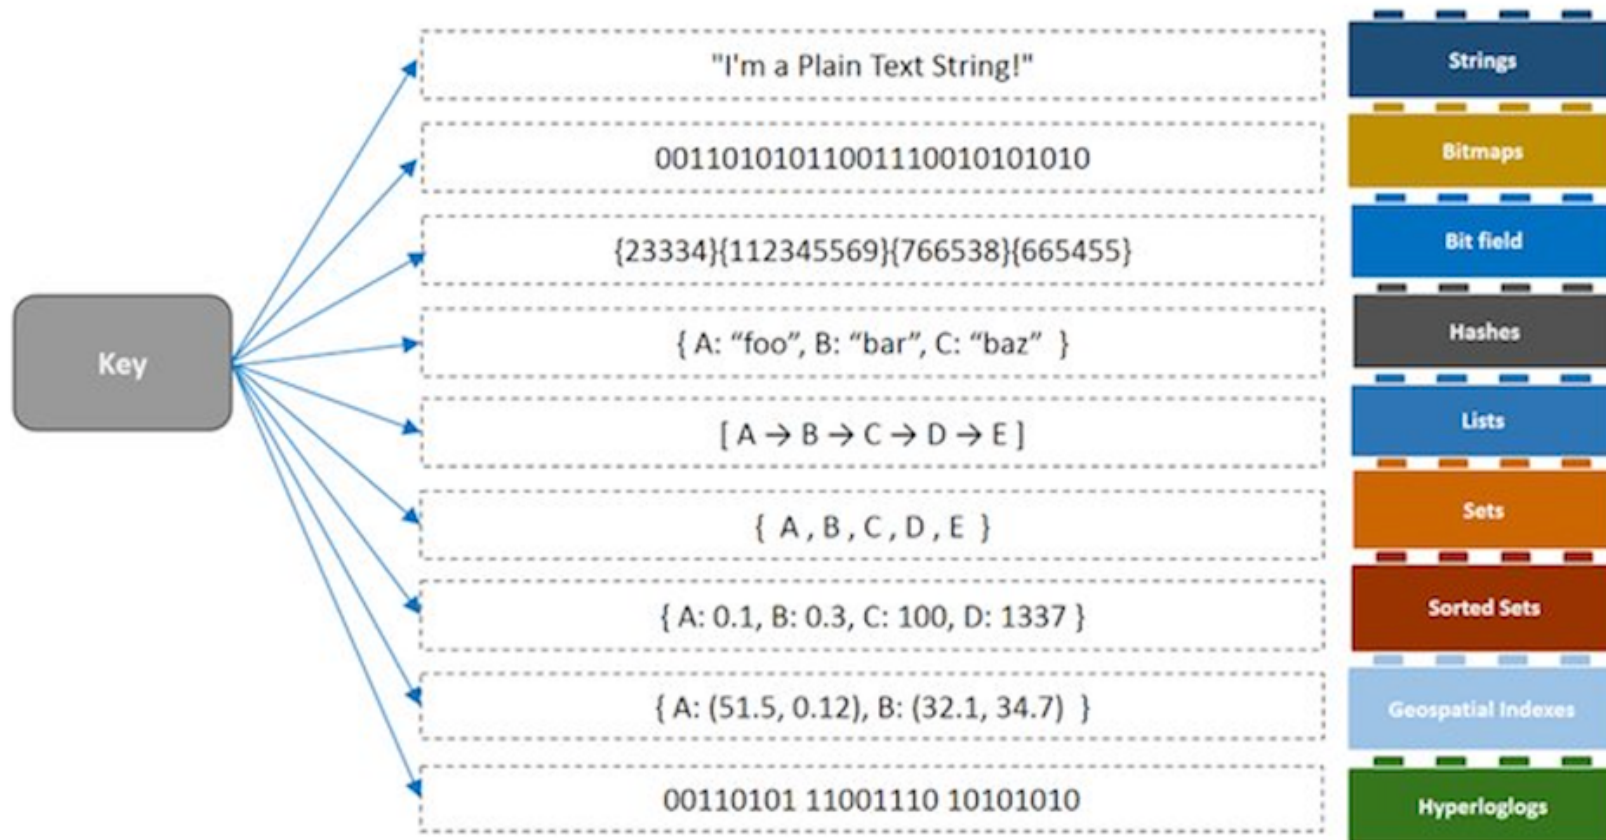 Key
"I'm a Plain Text String!"
Strings
00110101011001110010101010
Bitmaps
{23334}{112345569}{766538}{665455}
Bit field
{ A: “foo”, B: “bar”, C: “baz” }
Hashes
[ A → B → C → D → E ]
Lists
{ A , B , C , D , E }
Sets
{ A: 0.1, B: 0.3, C: 100, D: 1337 }
Sorted Sets
{ A: (51.5, 0.12), B: (32.1, 34.7) }
Geospatial Indexes
00110101 11001110 10101010
Hyperloglogs